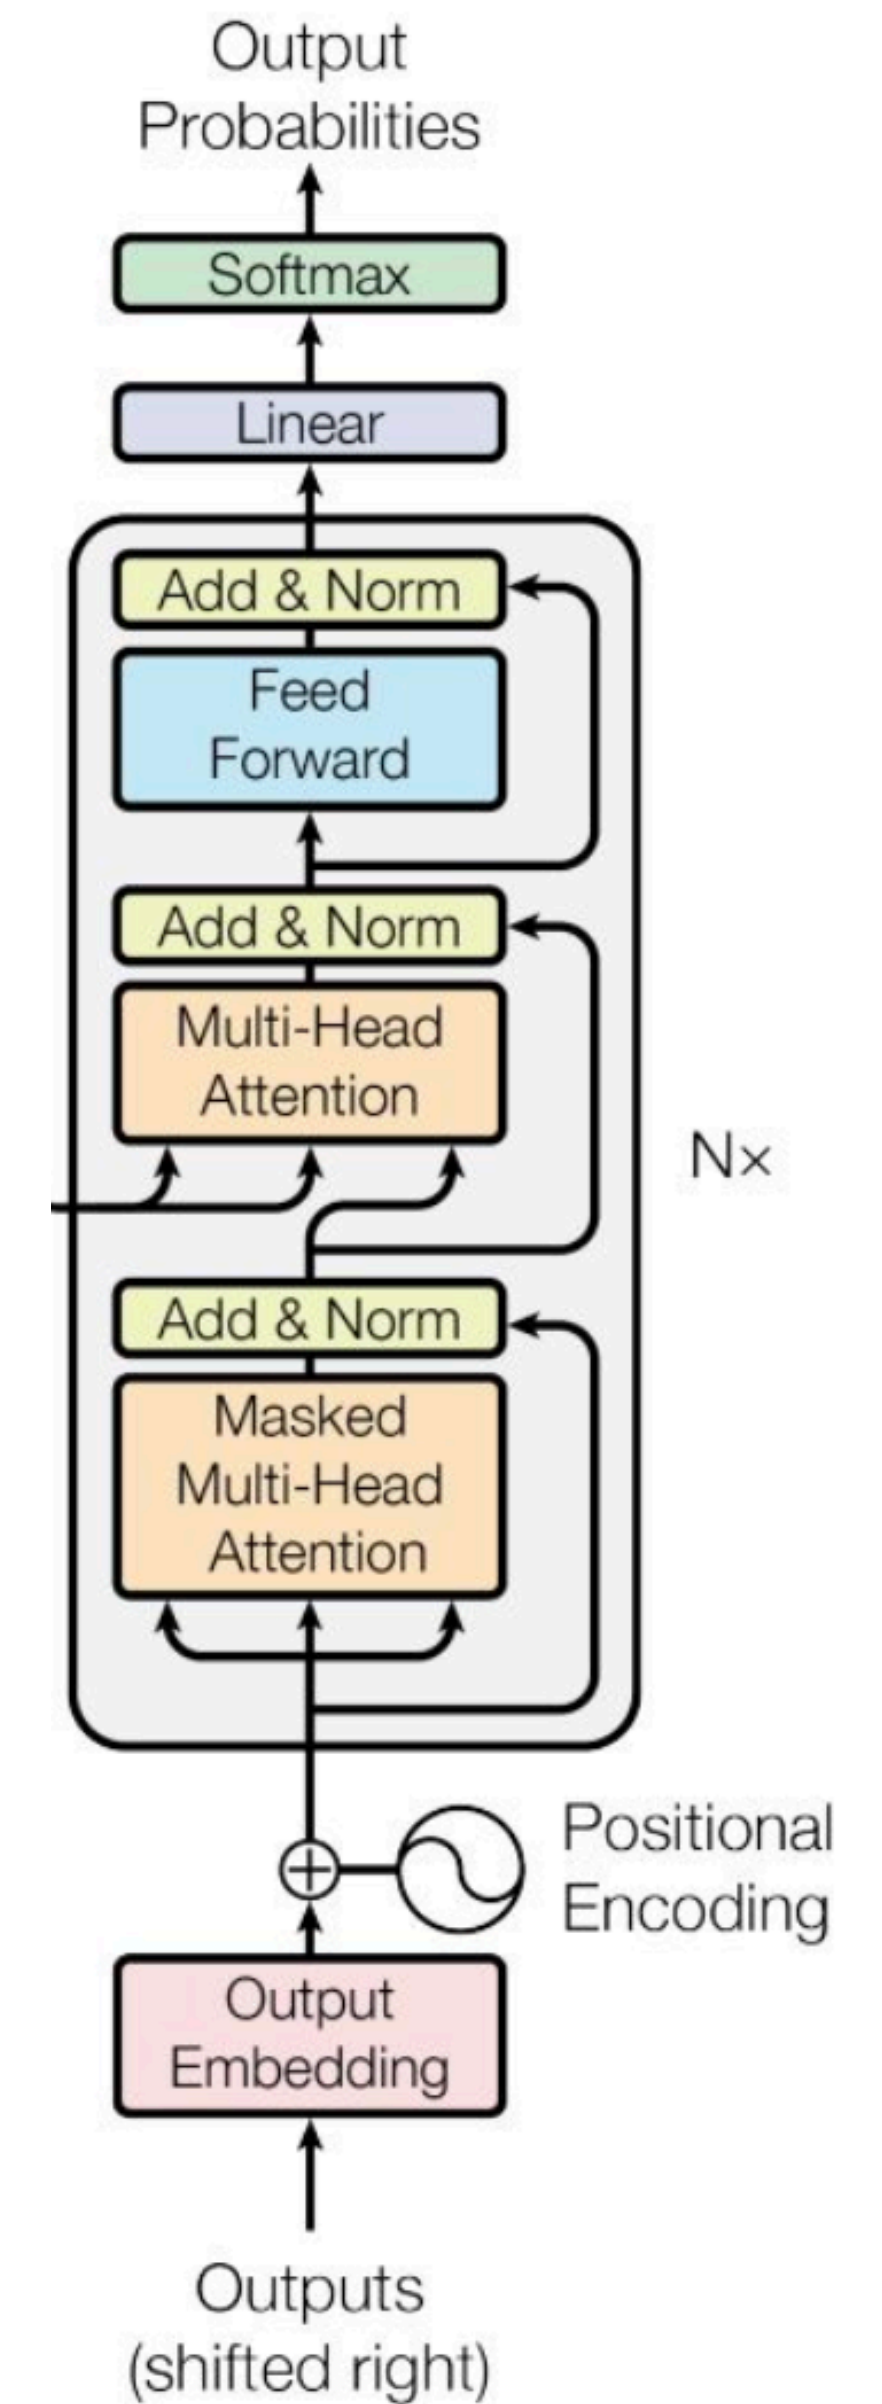 Output
Probabilities
Softmax
Linear
Add & Norm
Feed
Forward
Add & Norm
Multi-Head
Attention
N×
Add & Norm
Masked
Multi-Head
Attention
Positional
Encoding
Output
Embedding
Outputs
(shifted right)